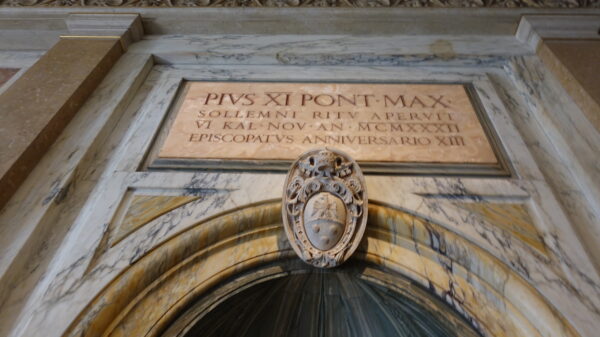 PIVS XI PONT · MAX ·
SOLLEMNI RITV APERVIT
VI KAL · NOV · AN · MCMXXXII
EPISCOPATVS ANNIVERSARIO XIII